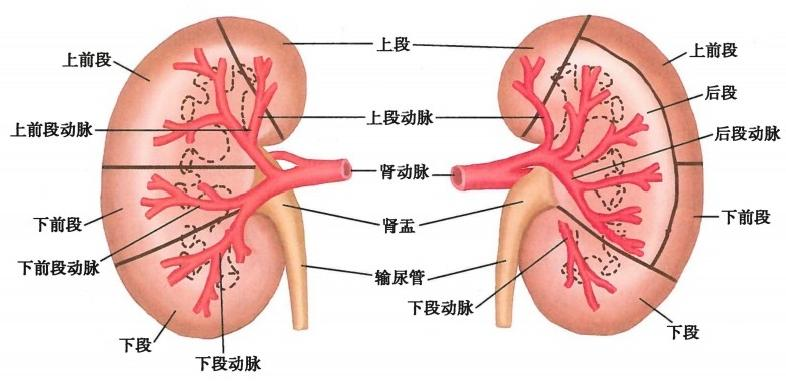 上段
上前段
上前段
后段
上前段动脉
上段动脉
后段动脉
肾动脉
下前段
肾盂
下前段
下前段动脉
输尿管
下段动脉
下段
下段
下段动脉